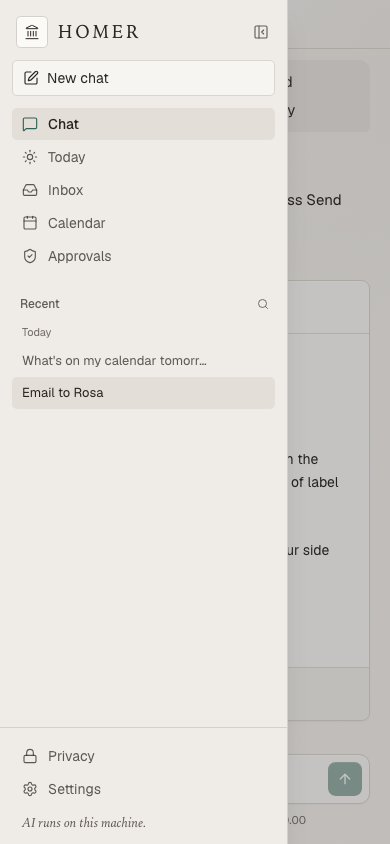 HOMER
New chat
Chat
Today
Inbox
Calendar
Approvals
Recent
Today
What's on my calendar tomorr…
Email to Rosa
Privacy
Settings
AI runs on this machine.
ss Send
the
of label
ur side
.00